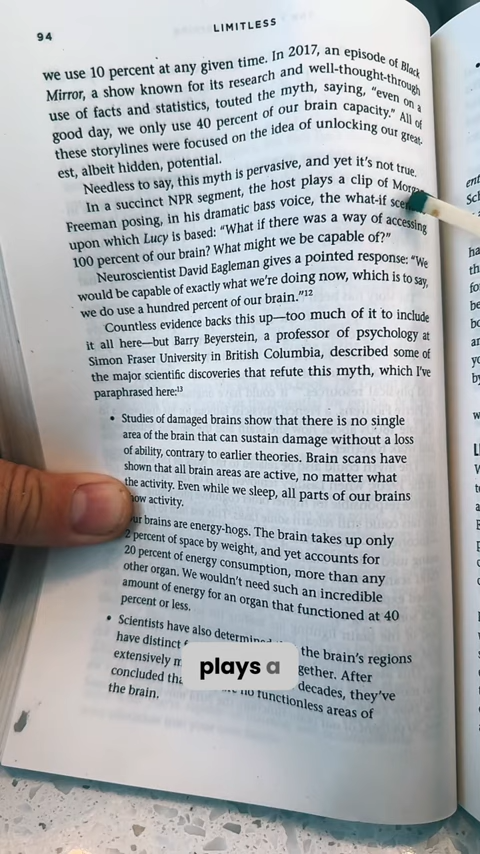 94
LIMITLESS
we use 10 percent at any given time. In 2017, an episode of Black
Mirror, a show known for its research and well-thought-through
use of facts and statistics, touted the myth, saying, “even on a
good day, we only use 40 percent of our brain capacity.” All of
these storylines were focused on the idea of unlocking our great-
est, albeit hidden, potential.
Needless to say, this myth is pervasive, and yet it’s not true.
In a succinct NPR segment, the host plays a clip of
Freeman posing, in his dramatic bass voice, the what-if
upon which Lucy is based: “What if there was a way of accessing
100 percent of our brain? What might we be capable of?”
Neuroscientist David Eagleman gives a pointed response: “We
would be capable of exactly what we’re doing now, which is to say,
we do use a hundred percent of our brain.”12
Countless evidence backs this up—too much of it to include
it all here—but Barry Beyerstein, a professor of psychology at
Simon Fraser University in British Columbia, described some of
the major scientific discoveries that refute this myth, which I’ve
paraphrased here:13
• Studies of damaged brains show that there is no single
area of the brain that can sustain damage without a loss
of ability, contrary to earlier theories. Brain scans have
shown that all brain areas are active, no matter what
the activity. Even while we sleep, all parts of our brains
activity.
brains are energy-hogs. The brain takes up only
2 percent of space by weight, and yet accounts for
20 percent of energy consumption, more than any
other organ. We wouldn’t need such an incredible
amount of energy for an organ that functioned at 40
percent or less.
• Scientists have also the brain’s regions
have distinct After
extensively decades, they’ve
concluded no functionless areas of
the brain.
plays a